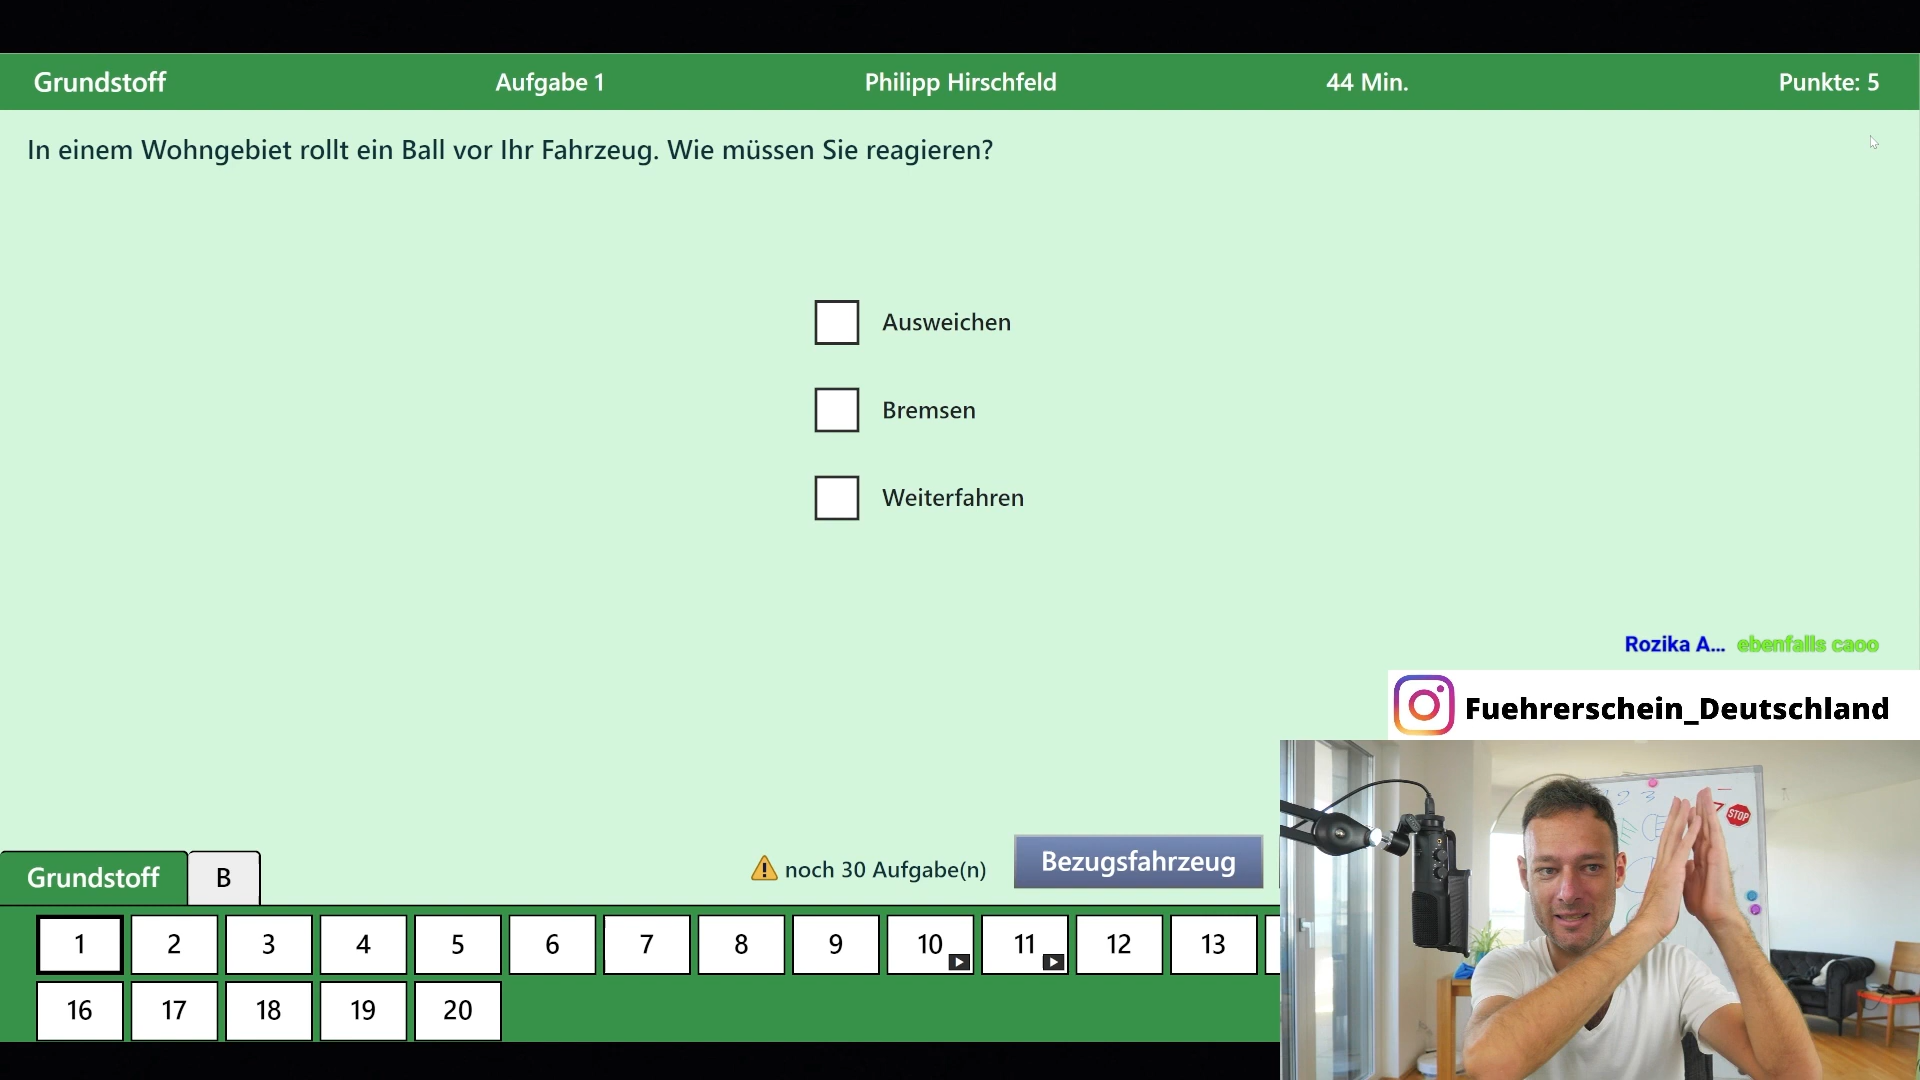 Grundstoff Aufgabe 1 Philipp Hirschfeld 44 Min. Punkte: 5
In einem Wohngebiet rollt ein Ball vor Ihr Fahrzeug. Wie müssen Sie reagieren?
Ausweichen
Bremsen
Weiterfahren
Rozika A... ebenfalls caoo
Fuehrerschein_Deutschland
Grundstoff B noch 30 Aufgabe(n) Bezugsfahrzeug
1 2 3 4 5 6 7 8 9 10 11 12 13
16 17 18 19 20
2 3
STOP